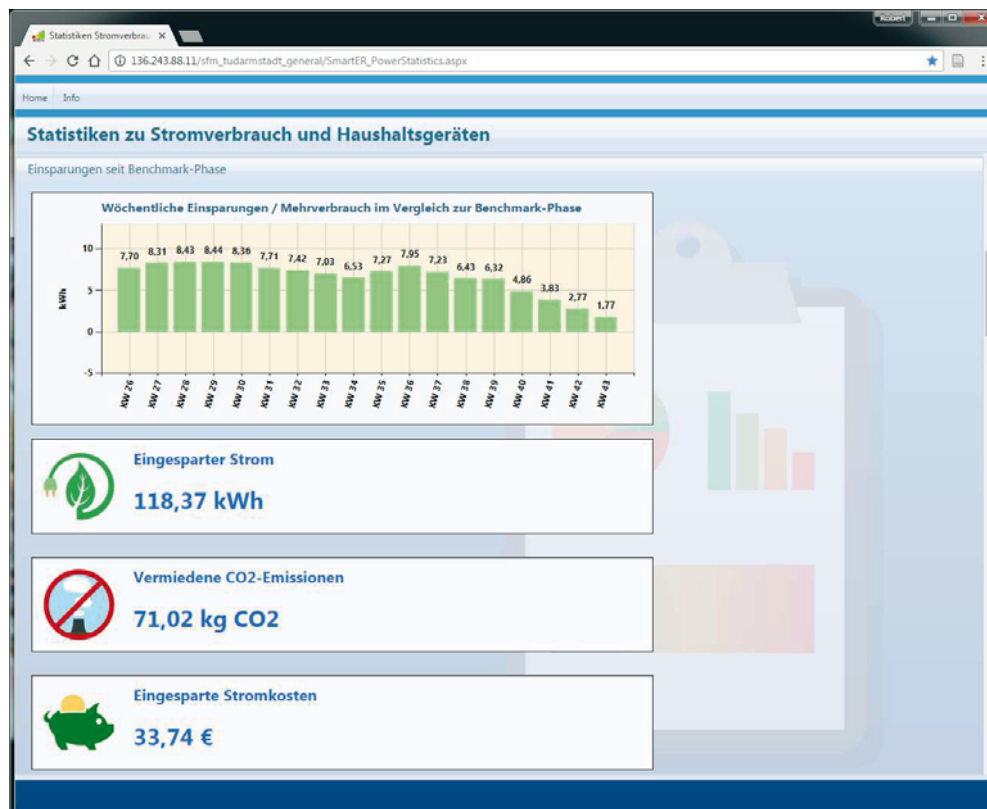 Robert
Statistiken Stromverbrau
136.243.88.11/sfm_tudarmstadt_general/SmartER_PowerStatistics.aspx
Home Info
Statistiken zu Stromverbrauch und Haushaltsgeräten
Einsparungen seit Benchmark-Phase
Wöchentliche Einsparungen / Mehrverbrauch im Vergleich zur Benchmark-Phase
kWh
10
5
0
-5
7,70 8,31 8,43 8,44 8,36 7,71 7,42 7,03 6,53 7,27 7,95 7,23 6,43 6,32 4,86 3,83 2,77 1,77
KW 26 KW 27 KW 28 KW 29 KW 30 KW 31 KW 32 KW 33 KW 34 KW 35 KW 36 KW 37 KW 38 KW 39 KW 40 KW 41 KW 42 KW 43
Eingesparter Strom
118,37 kWh
Vermiedene CO2-Emissionen
71,02 kg CO2
Eingesparte Stromkosten
33,74 €